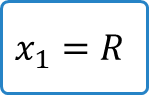 x₁ = R